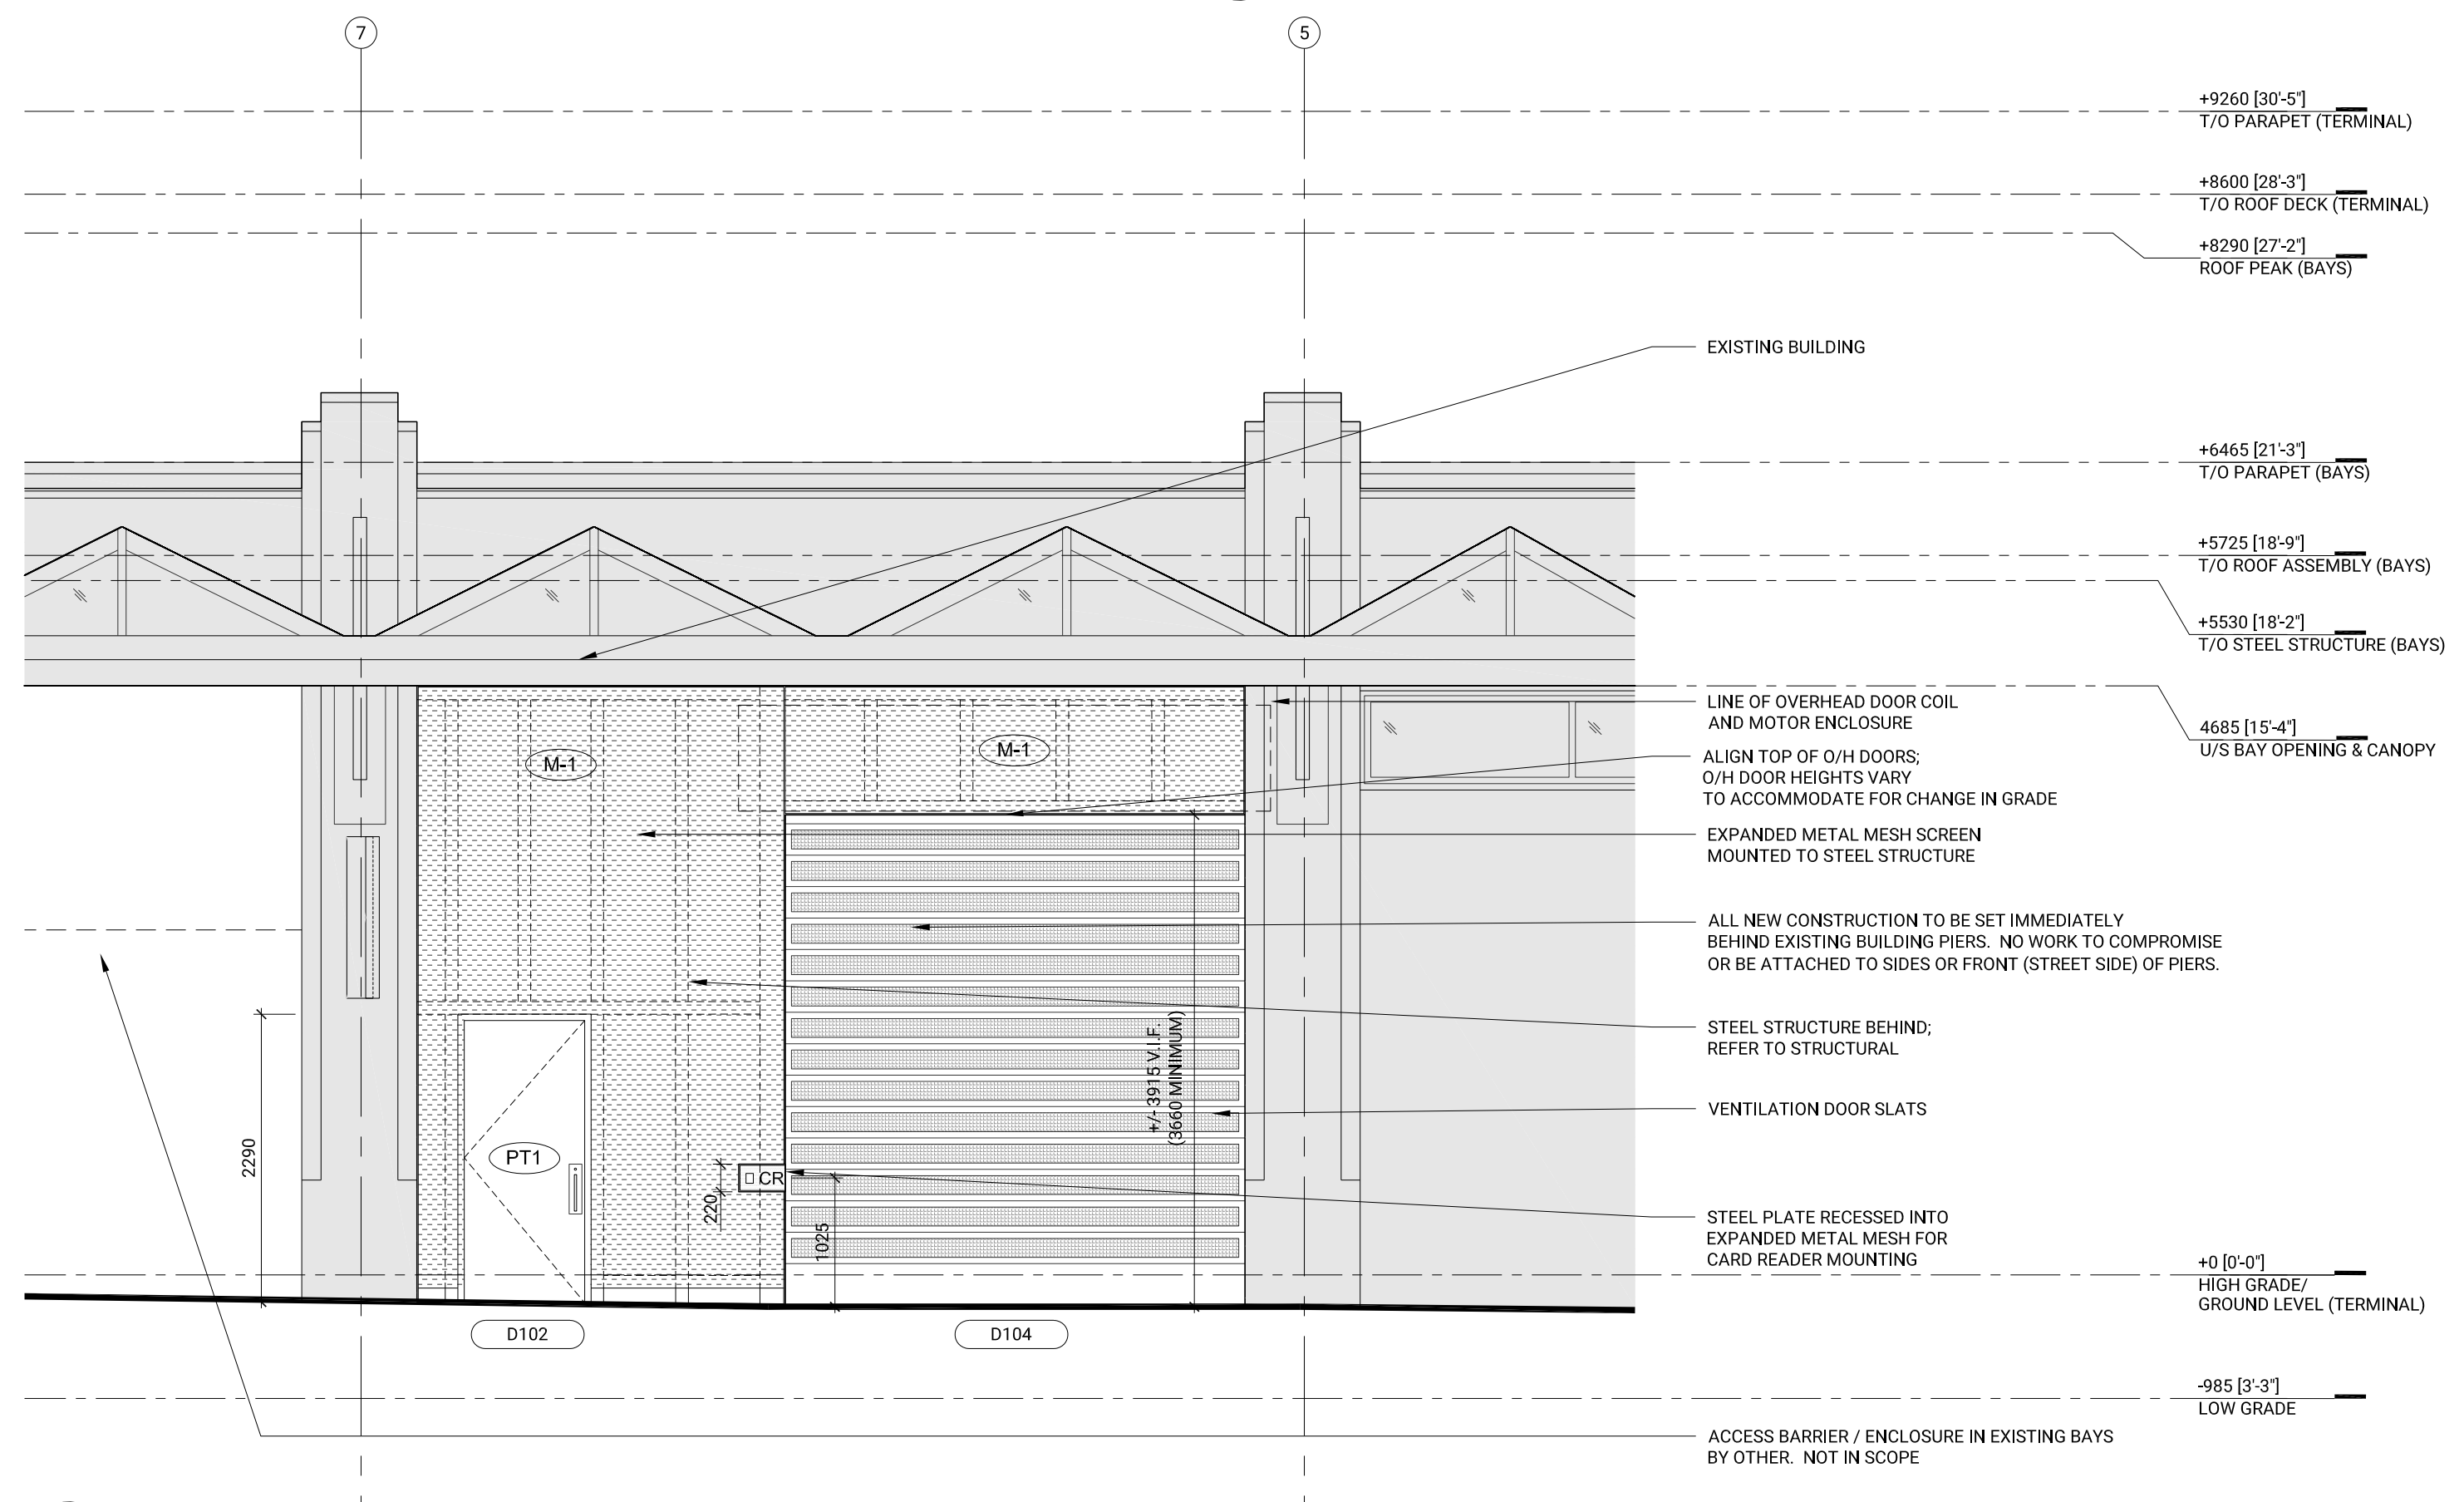 7
5
+9260 [30'-5"]
T/O PARAPET (TERMINAL)
+8600 [28'-3"]
T/O ROOF DECK (TERMINAL)
+8290 [27'-2"]
ROOF PEAK (BAYS)
EXISTING BUILDING
+6465 [21'-3"]
T/O PARAPET (BAYS)
+5725 [18'-9"]
T/O ROOF ASSEMBLY (BAYS)
+5530 [18'-2"]
T/O STEEL STRUCTURE (BAYS)
LINE OF OVERHEAD DOOR COIL
AND MOTOR ENCLOSURE
4685 [15'-4"]
U/S BAY OPENING & CANOPY
M-1
M-1
ALIGN TOP OF O/H DOORS;
O/H DOOR HEIGHTS VARY
TO ACCOMMODATE FOR CHANGE IN GRADE
EXPANDED METAL MESH SCREEN
MOUNTED TO STEEL STRUCTURE
ALL NEW CONSTRUCTION TO BE SET IMMEDIATELY
BEHIND EXISTING BUILDING PIERS. NO WORK TO COMPROMISE
OR BE ATTACHED TO SIDES OR FRONT (STREET SIDE) OF PIERS.
STEEL STRUCTURE BEHIND;
REFER TO STRUCTURAL
+/- 3915 V.I.F.
(3660 MINIMUM)
VENTILATION DOOR SLATS
2290
PT1
CR
220
1025
STEEL PLATE RECESSED INTO
EXPANDED METAL MESH FOR
CARD READER MOUNTING
+0 [0'-0"]
HIGH GRADE/
GROUND LEVEL (TERMINAL)
D102
D104
-985 [3'-3"]
LOW GRADE
ACCESS BARRIER / ENCLOSURE IN EXISTING BAYS
BY OTHER. NOT IN SCOPE